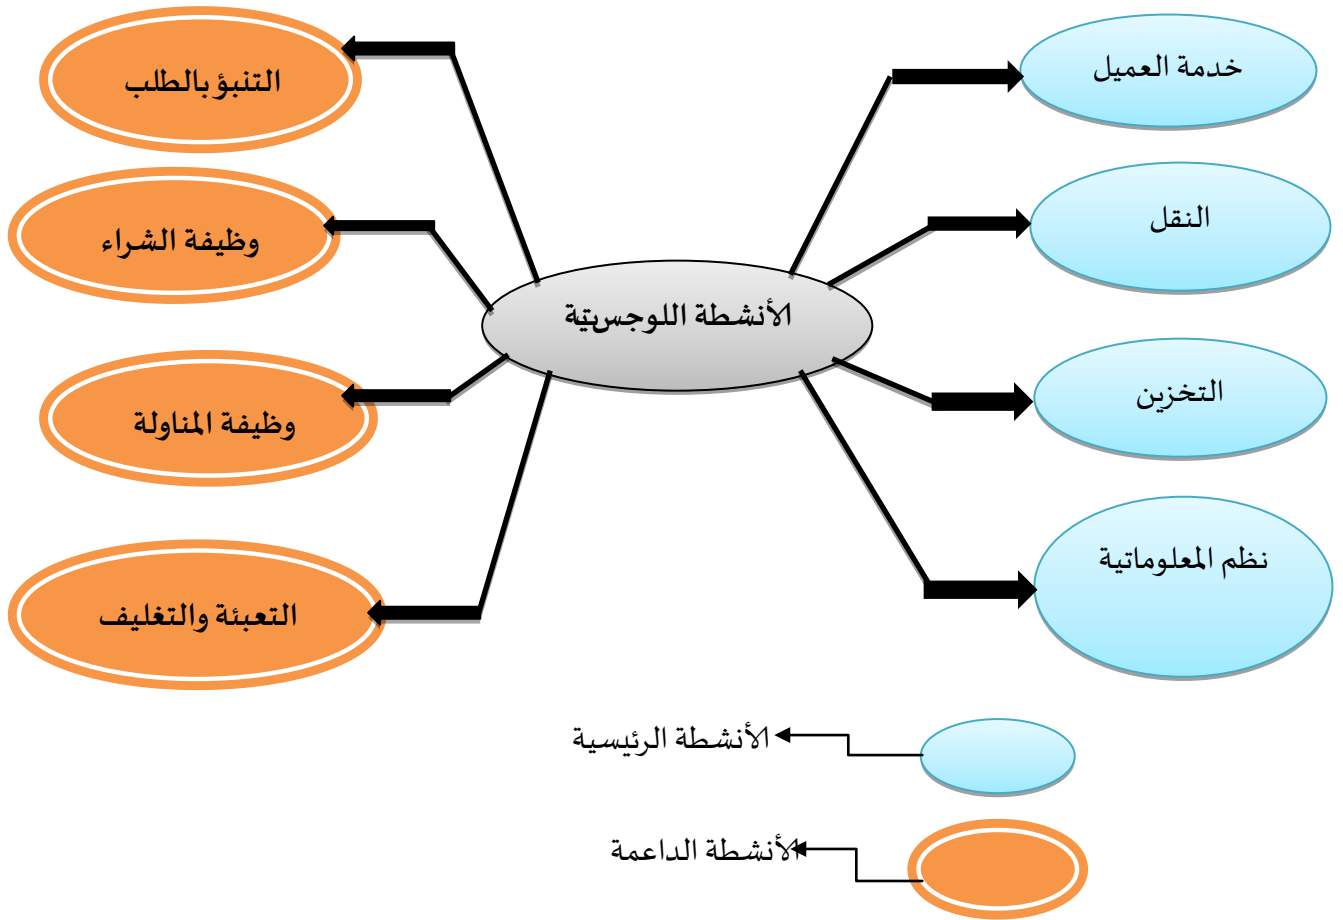 خدمة العميل
التنبؤ بالطلب
النقل
وظيفة الشراء
الأنشطة اللوجستية
التخزين
وظيفة المناولة
نظم المعلوماتية
التعبئة والتغليف
الأنشطة الرئيسية
الأنشطة الداعمة